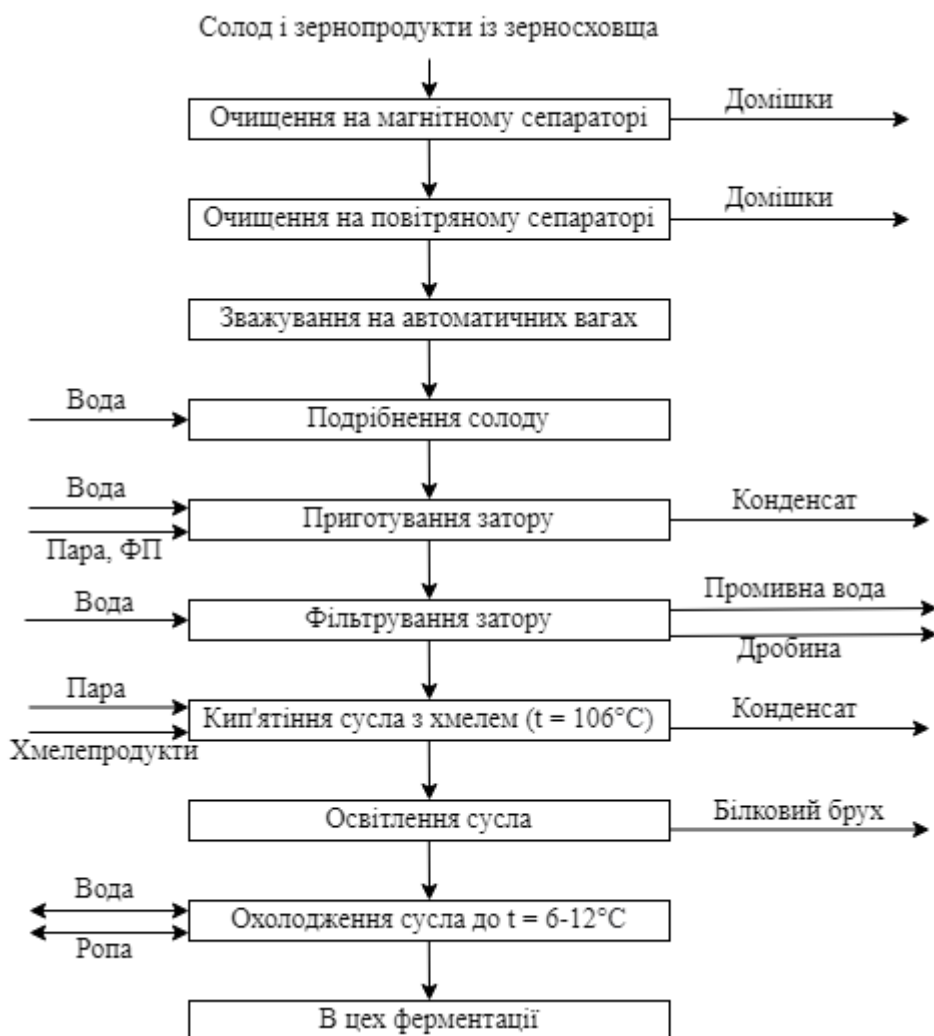 Солод і зернопродукти із зерносховща
Очищення на магнітному сепараторі
Домішки
Очищення на повітряному сепараторі
Домішки
Зважування на автоматичних вагах
Вода
Подрібнення солоду
Вода
Пара, ФП
Приготування затору
Конденсат
Вода
Фільтрування затору
Промивна вода
Дробина
Пара
Хмелепродукти
Кип'ятіння сусла з хмелем (t = 106°C)
Конденсат
Освітлення сусла
Білковий брух
Вода
Ропа
Охолодження сусла до t = 6-12°C
В цех ферментації